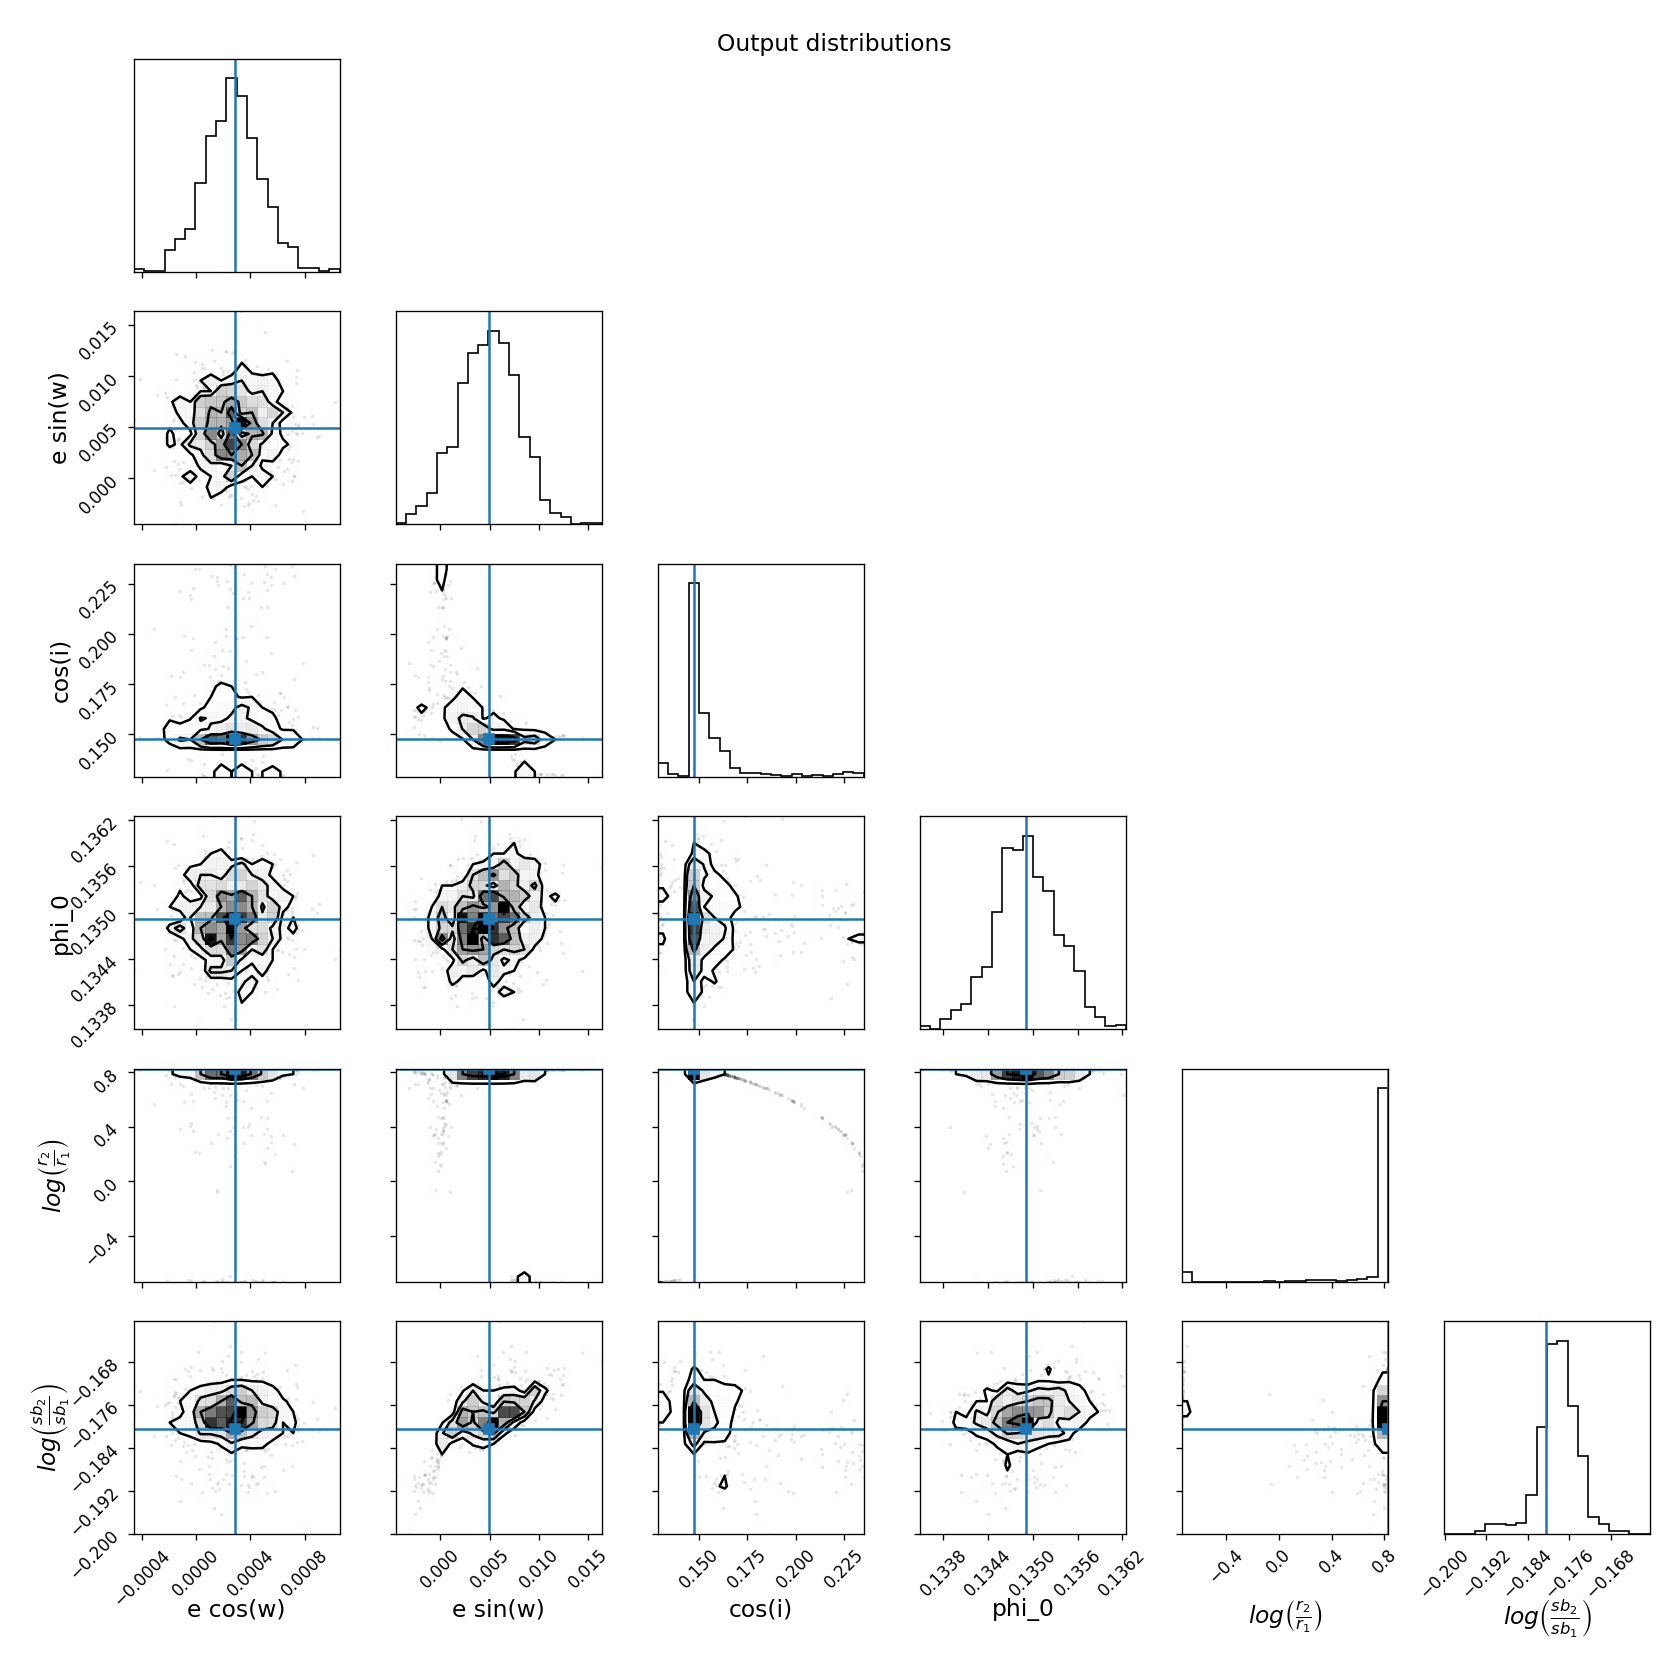 Output distributions
e sin(w)
0.015
0.010
0.005
0.000
cos(i)
0.225
0.200
0.175
0.150
phi_0
0.1362
0.1356
0.1350
0.1344
0.1338
log(r2/r1)
0.8
0.4
0.0
−0.4
log(sb2/sb1)
−0.168
−0.176
−0.184
−0.192
−0.200
−0.0004 0.0000 0.0004 0.0008
0.000 0.005 0.010 0.015
0.150 0.175 0.200 0.225
0.1338 0.1344 0.1350 0.1356 0.1362
−0.4 0.0 0.4 0.8
−0.200 −0.192 −0.184 −0.176 −0.168
e cos(w) e sin(w) cos(i) phi_0 log(r2/r1) log(sb2/sb1)